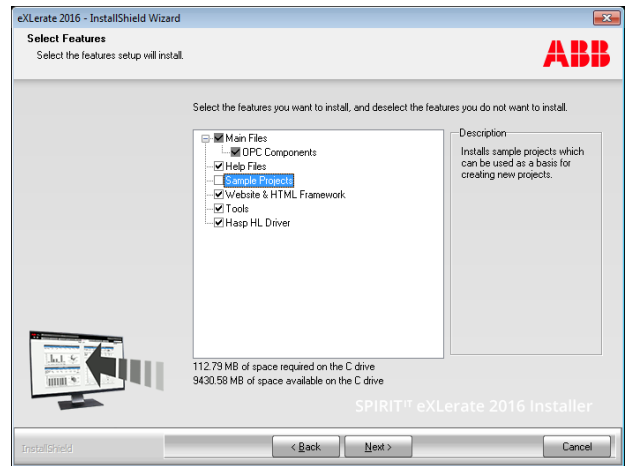 eXLerate 2016 - InstallShield Wizard
Select Features
Select the features setup will install.
ABB
Select the features you want to install, and deselect the features you do not want to install.
Main Files
OPC Components
Help Files
Sample Projects
Website & HTML Framework
Tools
Hasp HL Driver
Description
Installs sample projects which
can be used as a basis for
creating new projects.
112.79 MB of space required on the C drive
9430.58 MB of space available on the C drive
SPIRIT IT eXLerate 2016 Installer
InstallShield
< Back
Next >
Cancel